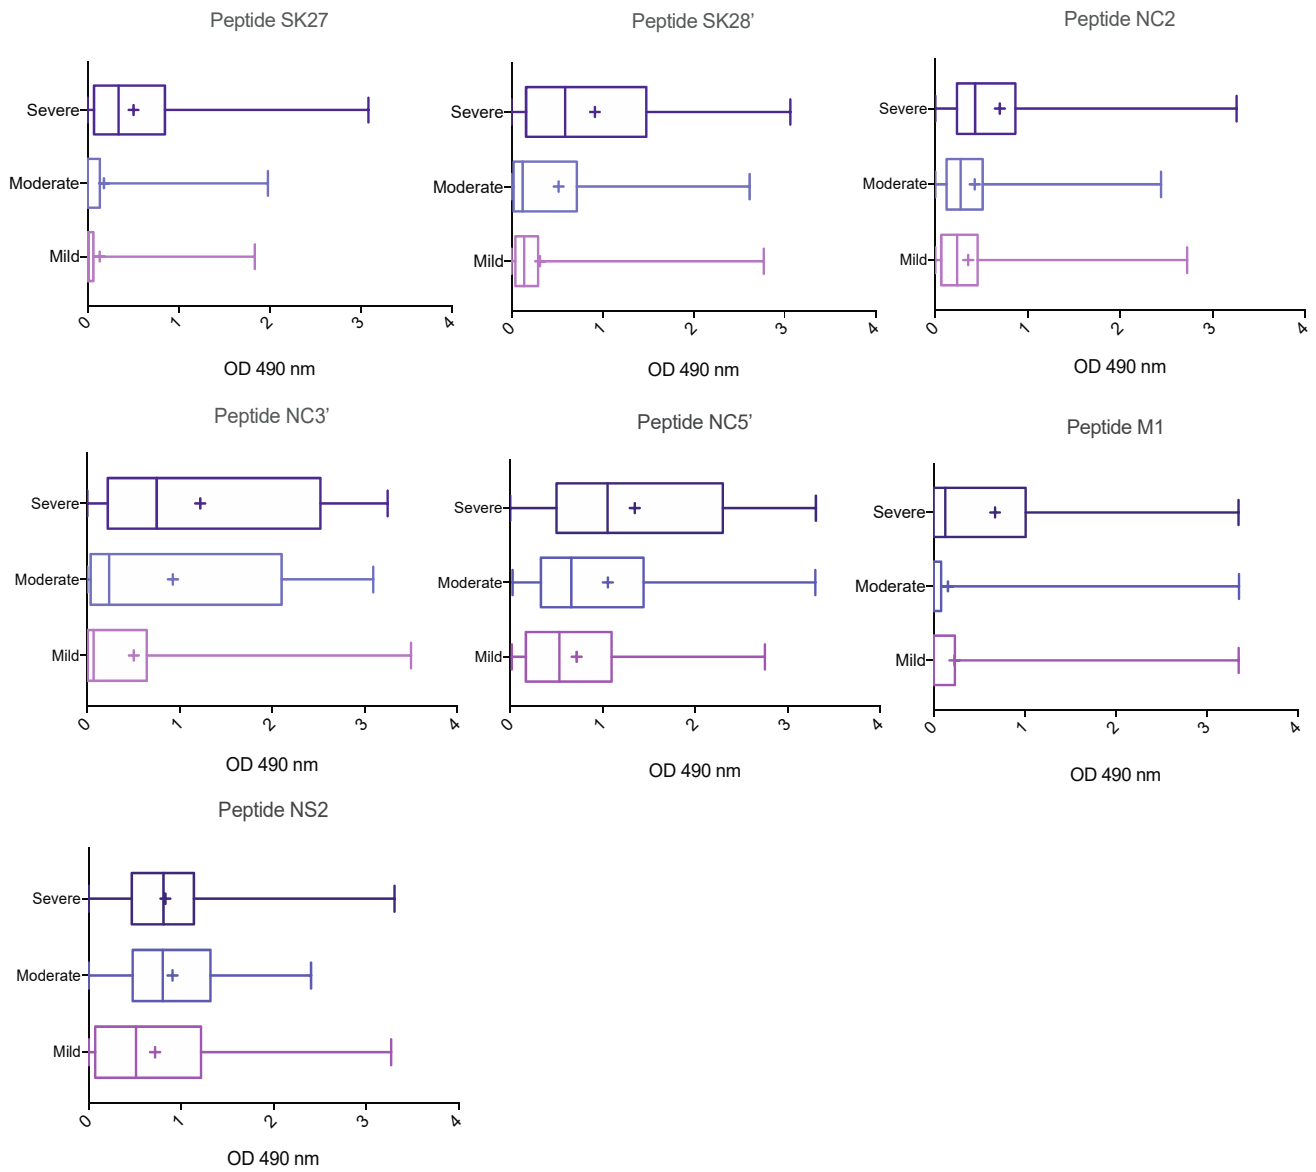 Peptide SK27
Severe
Moderate
Mild
0 1 2 3 4
OD 490 nm
Peptide SK28’
Severe
Moderate
Mild
0 1 2 3 4
OD 490 nm
Peptide NC2
Severe
Moderate
Mild
0 1 2 3 4
OD 490 nm
Peptide NC3’
Severe
Moderate
Mild
0 1 2 3 4
OD 490 nm
Peptide NC5’
Severe
Moderate
Mild
0 1 2 3 4
OD 490 nm
Peptide M1
Severe
Moderate
Mild
0 1 2 3 4
OD 490 nm
Peptide NS2
Severe
Moderate
Mild
0 1 2 3 4
OD 490 nm